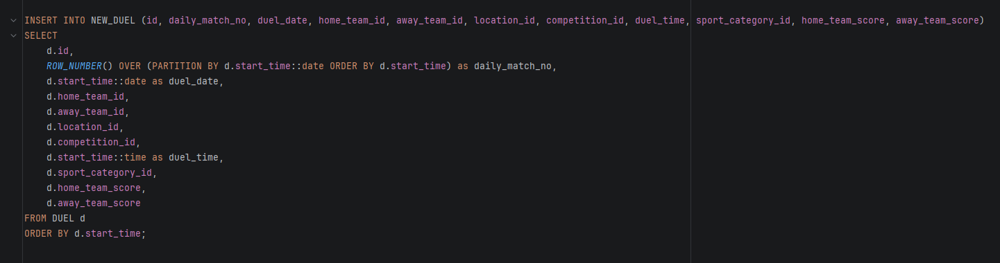 INSERT INTO NEW_DUEL (id, daily_match_no, duel_date, home_team_id, away_team_id, location_id, competition_id, duel_time, sport_category_id, home_team_score, away_team_score)
SELECT
    d.id,
    ROW_NUMBER() OVER (PARTITION BY d.start_time::date ORDER BY d.start_time) as daily_match_no,
    d.start_time::date as duel_date,
    d.home_team_id,
    d.away_team_id,
    d.location_id,
    d.competition_id,
    d.start_time::time as duel_time,
    d.sport_category_id,
    d.home_team_score,
    d.away_team_score
FROM DUEL d
ORDER BY d.start_time;